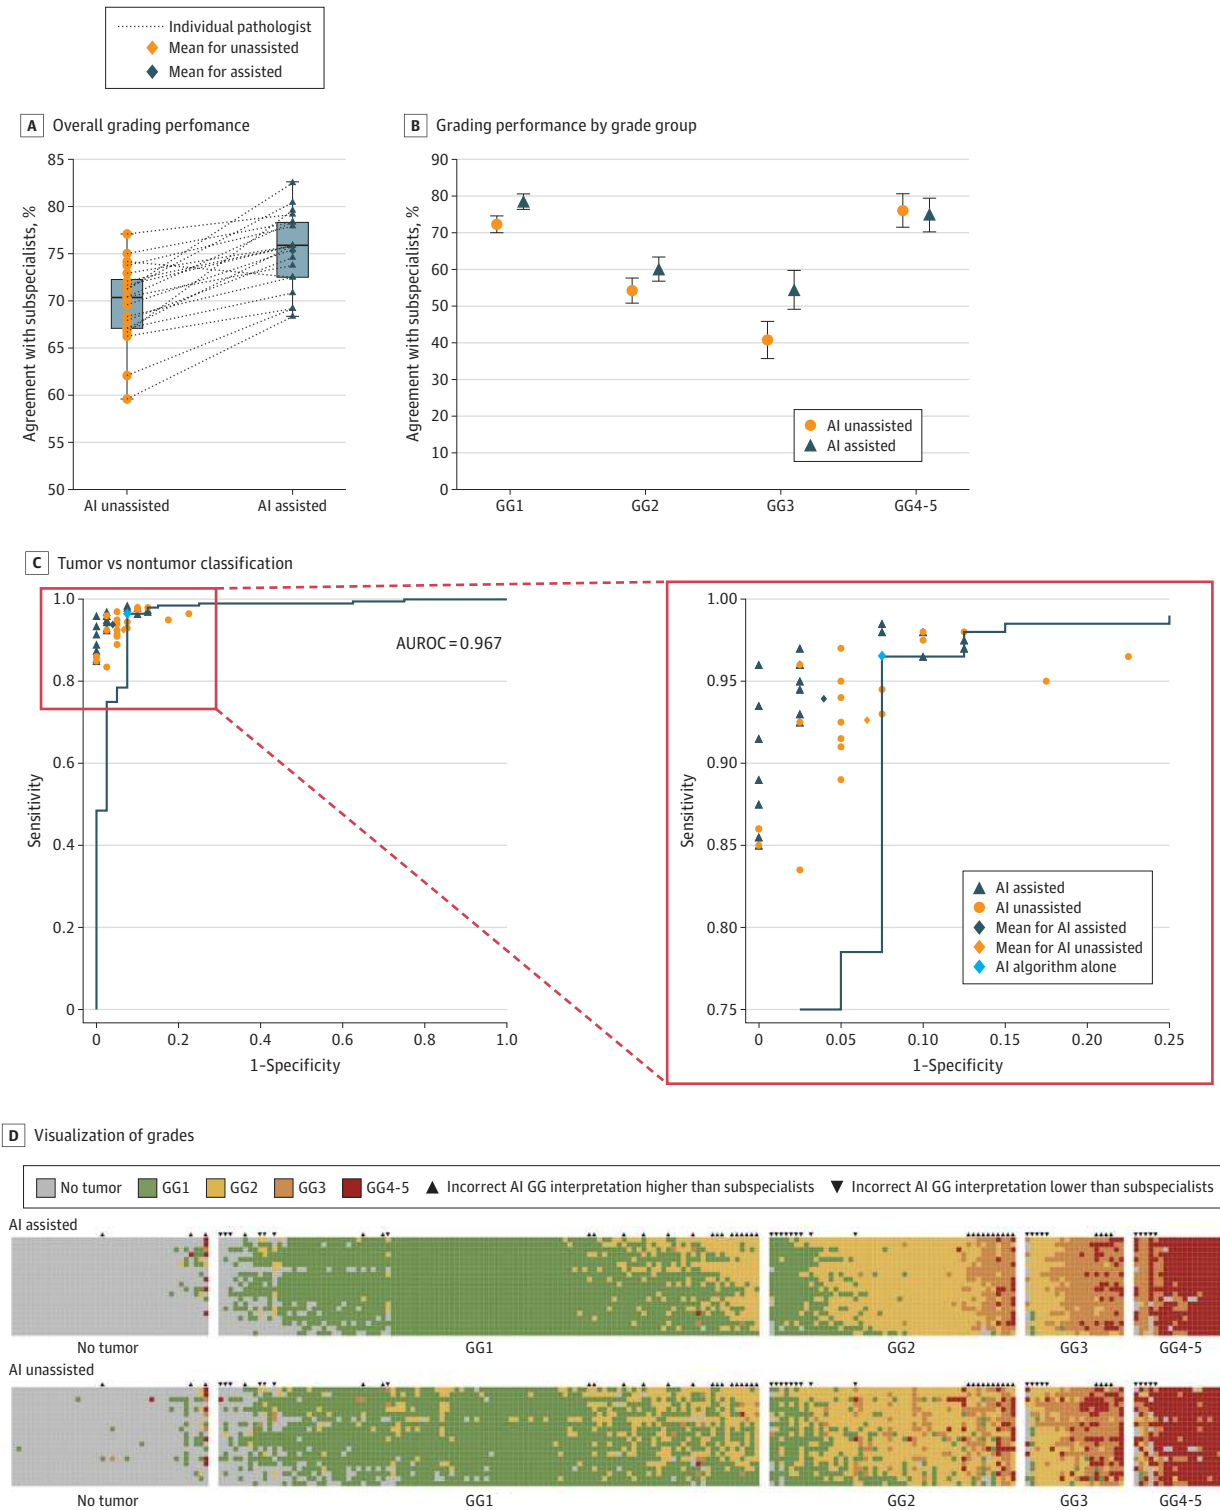 Individual pathologist
Mean for unassisted
Mean for assisted
A Overall grading perfomance
B Grading performance by grade group
Agreement with subspecialists, %
85
80
75
70
65
60
55
50
AI unassisted
AI assisted
Agreement with subspecialists, %
90
80
70
60
50
40
30
20
10
0
AI unassisted
AI assisted
GG1
GG2
GG3
GG4-5
C Tumor vs nontumor classification
Sensitivity
1.0
0.8
0.6
0.4
0.2
0
AUROC=0.967
0
0.2
0.4
0.6
0.8
1.0
1-Specificity
Sensitivity
1.00
0.95
0.90
0.85
0.80
0.75
AI assisted
AI unassisted
Mean for AI assisted
Mean for AI unassisted
AI algorithm alone
0
0.05
0.10
0.15
0.20
0.25
1-Specificity
D Visualization of grades
No tumor GG1 GG2 GG3 GG4-5 Incorrect AI GG interpretation higher than subspecialists Incorrect AI GG interpretation lower than subspecialists
AI assisted
No tumor GG1 GG2 GG3 GG4-5
AI unassisted
No tumor GG1 GG2 GG3 GG4-5